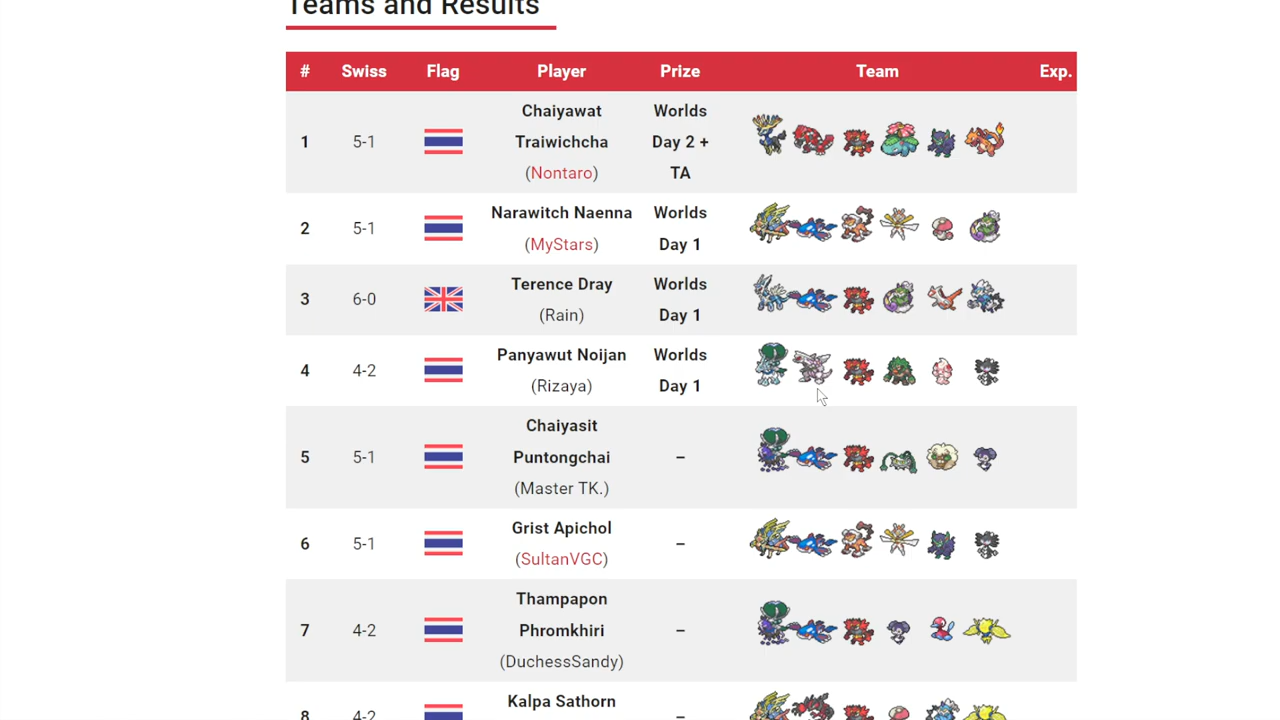 Teams and Results
# Swiss Flag Player Prize Team Exp.
Chaiyawat Worlds
1 5-1 Traiwichcha Day 2 +
(Nontaro) TA
Narawitch Naenna Worlds
2 5-1
(MyStars) Day 1
Terence Dray Worlds
3 6-0
(Rain) Day 1
Panyawut Noijan Worlds
4 4-2
(Rizaya) Day 1
Chaiyasit
5 5-1 Puntongchai –
(Master TK.)
Grist Apichol
6 5-1 –
(SultanVGC)
Thampapon
7 4-2 Phromkhiri –
(DuchessSandy)
Kalpa Sathorn
8 4-2 –